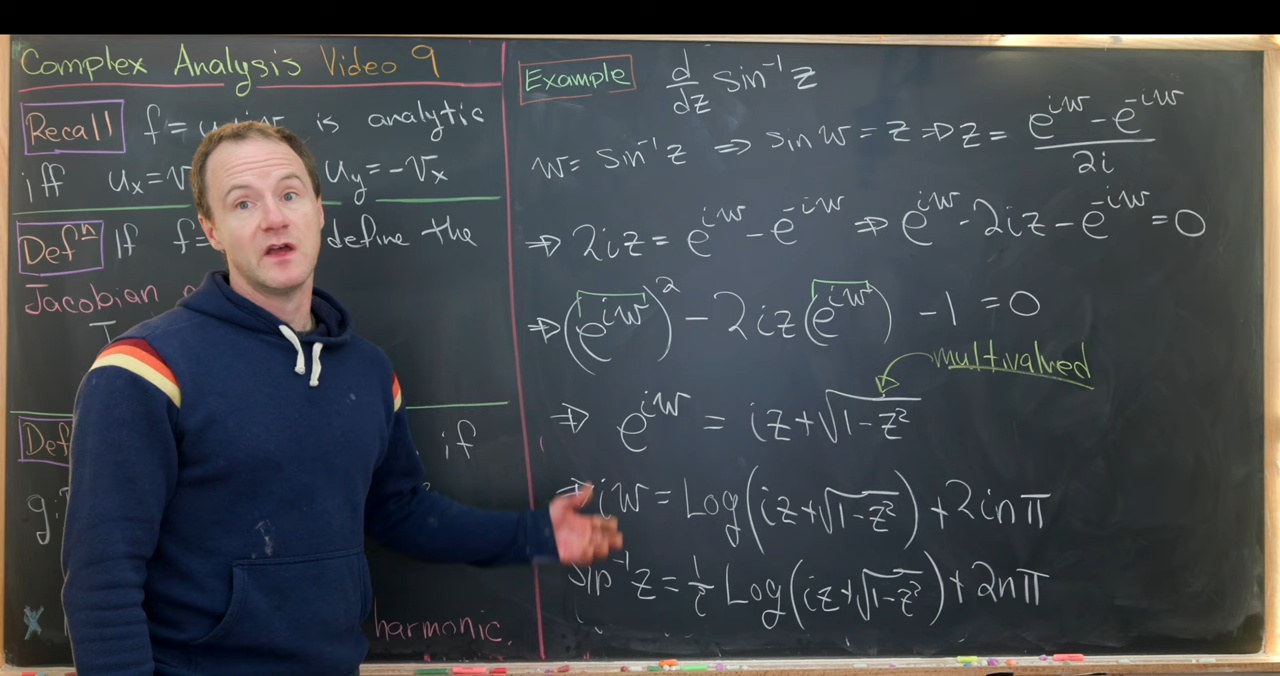 Complex Analysis Video 9
Recall f = u is analytic
iff uₓ = v u_y = -vₓ
Defⁿ If f = define the
Jacobian
Def if
harmonic.
Example d/dz sin⁻¹ z
w = sin⁻¹ z ⇒ sin w = z ⇒ z = (e^{iw} - e^{-iw})/2i
⇒ 2iz = e^{iw} - e^{-iw} ⇒ e^{iw} - 2iz - e^{-iw} = 0
⇒ (e^{iw})² - 2iz(e^{iw}) - 1 = 0
multivalued
⇒ e^{iw} = iz + √(1-z²)
⇒ iw = Log(iz + √(1-z²)) + 2inπ
sin⁻¹ z = 1/i Log(iz + √(1-z²)) + 2nπ